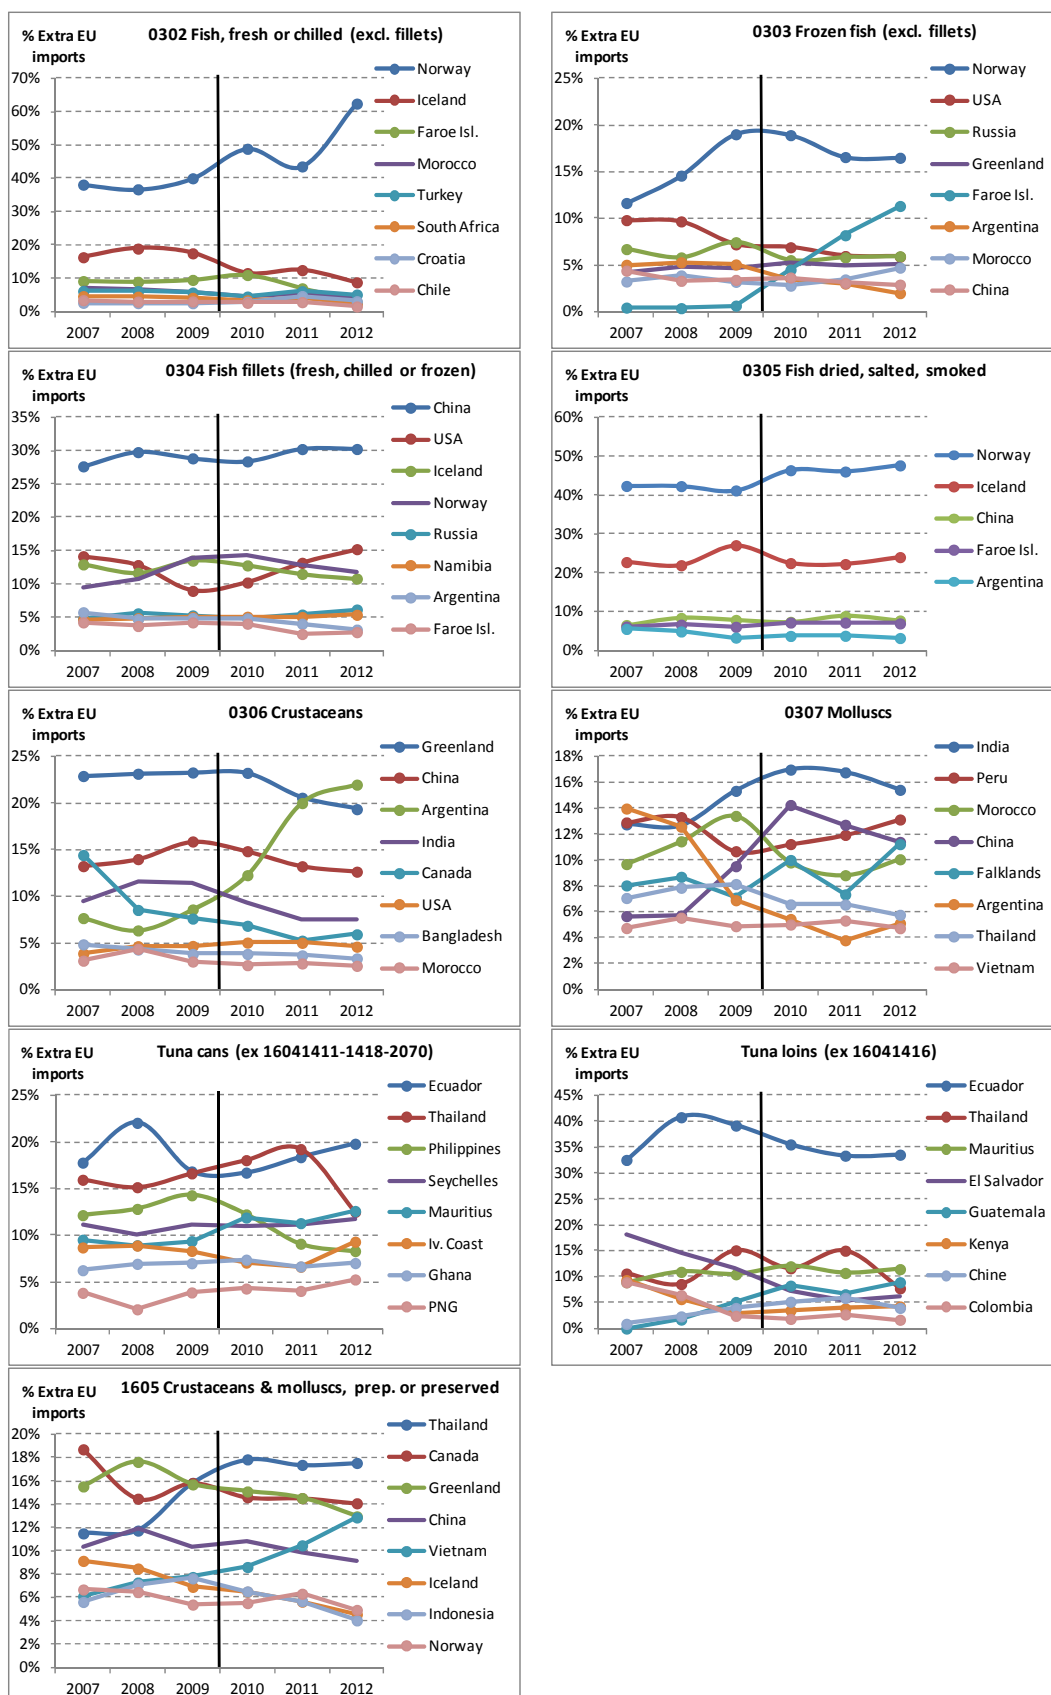 % Extra EU
imports
0302 Fish, fresh or chilled (excl. fillets)
70%
60%
50%
40%
30%
20%
10%
0%
2007 2008 2009 2010 2011 2012
Norway
Iceland
Faroe Isl.
Morocco
Turkey
South Africa
Croatia
Chile
% Extra EU
imports
0303 Frozen fish (excl. fillets)
25%
20%
15%
10%
5%
0%
2007 2008 2009 2010 2011 2012
Norway
USA
Russia
Greenland
Faroe Isl.
Argentina
Morocco
China
% Extra EU
imports
0304 Fish fillets (fresh, chilled or frozen)
35%
30%
25%
20%
15%
10%
5%
0%
2007 2008 2009 2010 2011 2012
China
USA
Iceland
Norway
Russia
Namibia
Argentina
Faroe Isl.
% Extra EU
imports
0305 Fish dried, salted, smoked
60%
50%
40%
30%
20%
10%
0%
2007 2008 2009 2010 2011 2012
Norway
Iceland
China
Faroe Isl.
Argentina
% Extra EU
imports
0306 Crustaceans
25%
20%
15%
10%
5%
0%
2007 2008 2009 2010 2011 2012
Greenland
China
Argentina
India
Canada
USA
Bangladesh
Morocco
% Extra EU
imports
0307 Molluscs
18%
16%
14%
12%
10%
8%
6%
4%
2%
0%
2007 2008 2009 2010 2011 2012
India
Peru
Morocco
China
Falklands
Argentina
Thailand
Vietnam
% Extra EU
imports
Tuna cans (ex 16041411-1418-2070)
25%
20%
15%
10%
5%
0%
2007 2008 2009 2010 2011 2012
Ecuador
Thailand
Philippines
Seychelles
Mauritius
Iv. Coast
Ghana
PNG
% Extra EU
imports
Tuna loins (ex 16041416)
45%
40%
35%
30%
25%
20%
15%
10%
5%
0%
2007 2008 2009 2010 2011 2012
Ecuador
Thailand
Mauritius
El Salvador
Guatemala
Kenya
Chine
Colombia
% Extra EU
imports
1605 Crustaceans & molluscs, prep. or preserved
20%
18%
16%
14%
12%
10%
8%
6%
4%
2%
0%
2007 2008 2009 2010 2011 2012
Thailand
Canada
Greenland
China
Vietnam
Iceland
Indonesia
Norway